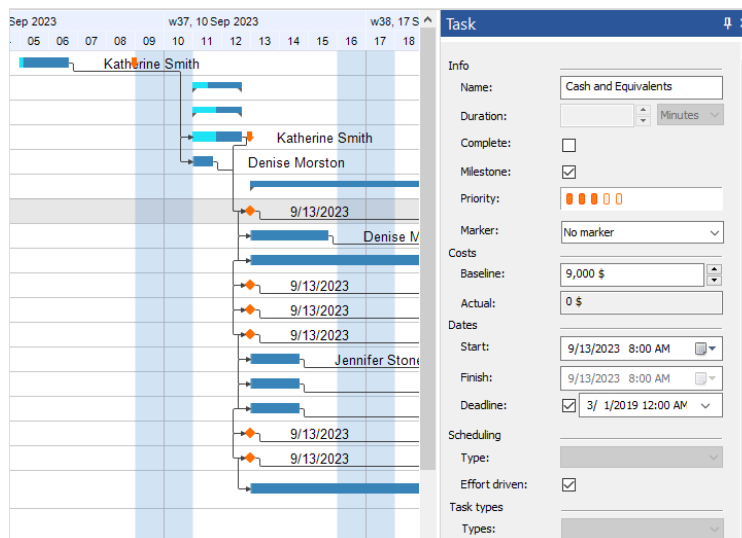 Sep 2023 w37, 10 Sep 2023 w38, 17 S
05 06 07 08 09 10 11 12 13 14 15 16 17 18
Katherine Smith
Katherine Smith
Denise Morston
9/13/2023
Denise M
9/13/2023
9/13/2023
9/13/2023
Jennifer Stone
9/13/2023
9/13/2023
Task
Info
Name: Cash and Equivalents
Duration: Minutes
Complete:
Milestone:
Priority:
Marker: No marker
Costs
Baseline: 9,000 $
Actual: 0 $
Dates
Start: 9/13/2023 8:00 AM
Finish: 9/13/2023 8:00 AM
Deadline: 3/ 1/2019 12:00 AM
Scheduling
Type:
Effort driven:
Task types
Types: